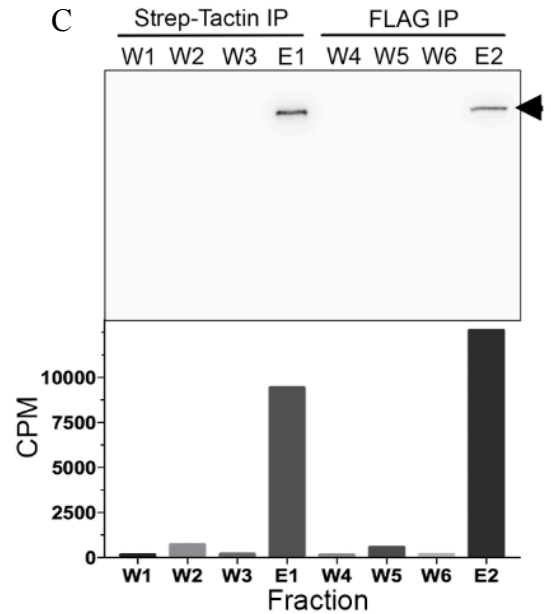 C
Strep-Tactin IP FLAG IP
W1 W2 W3 E1 W4 W5 W6 E2
CPM
10000
7500
5000
2500
0
W1 W2 W3 E1 W4 W5 W6 E2
Fraction